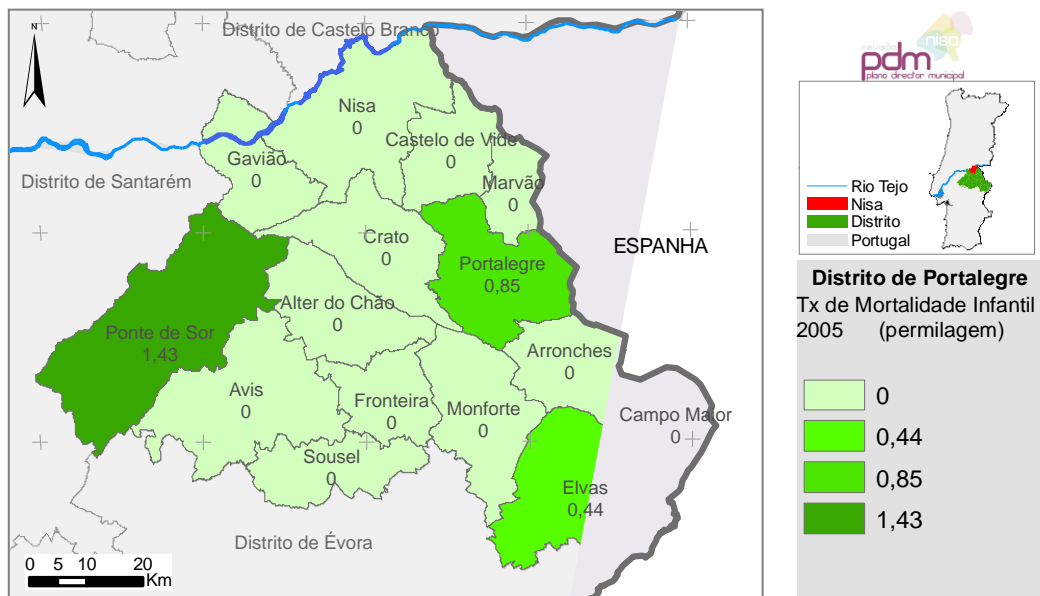 N
Distrito de Castelo Branco
Nisa
0
Castelo de Vide
0
Gavião
0
Distrito de Santarém
Marvão
0
Crato
0
ESPANHA
Portalegre
0,85
Alter do Chão
0
Ponte de Sor
1,43
Arronches
0
Avis
0
Fronteira
0
Monforte
0
Campo Maior
0
Sousel
0
Elvas
0,44
Distrito de Évora
0 5 10 20
Km
revisão
nisa
pdm
plano director municipal
Rio Tejo
Nisa
Distrito
Portugal
Distrito de Portalegre
Tx de Mortalidade Infantil
2005 (permilagem)
0
0,44
0,85
1,43